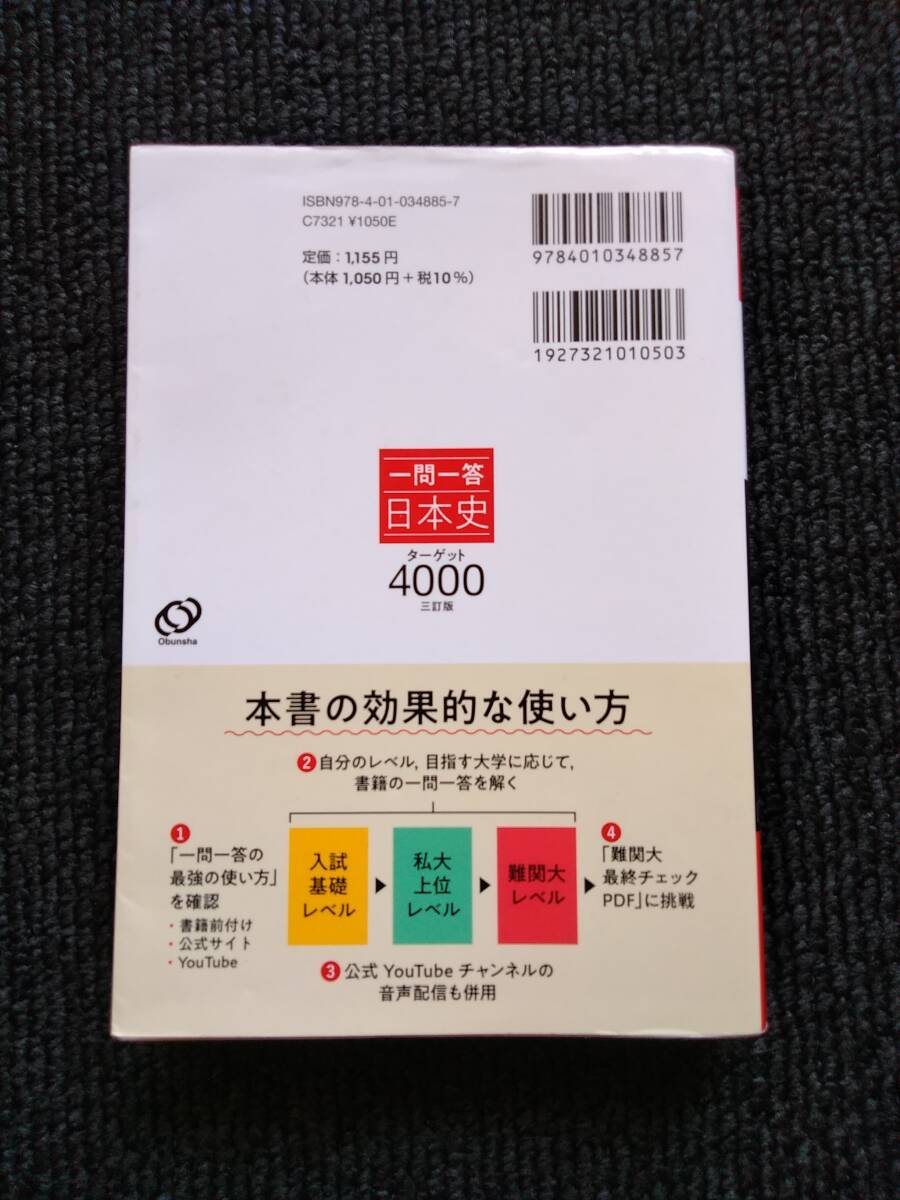 ISBN978-4-01-034885-7
C7321 ¥1050E
定価：1,155円
（本体1,050円＋税10％）
9784010348857
1927321010503
一問一答
日本史
ターゲット
4000
三訂版
Obunsha
本書の効果的な使い方
❷自分のレベル，目指す大学に応じて，
書籍の一問一答を解く
❶
「一問一答の
最強の使い方」
を確認
・書籍前付け
・公式サイト
・YouTube
入試
基礎
レベル
私大
上位
レベル
難関大
レベル
❹
「難関大
最終チェック
PDF」に挑戦
❸公式YouTubeチャンネルの
音声配信も併用